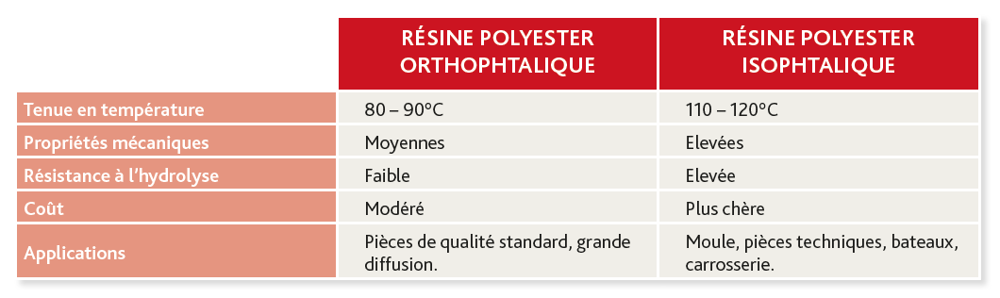 RÉSINE POLYESTER
ORTHOPHTALIQUE
RÉSINE POLYESTER
ISOPHTALIQUE
Tenue en température 80 – 90°C 110 – 120°C
Propriétés mécaniques Moyennes Elevées
Résistance à l'hydrolyse Faible Elevée
Coût Modéré Plus chère
Applications
Pièces de qualité standard, grande
diffusion.
Moule, pièces techniques, bateaux,
carrosserie.